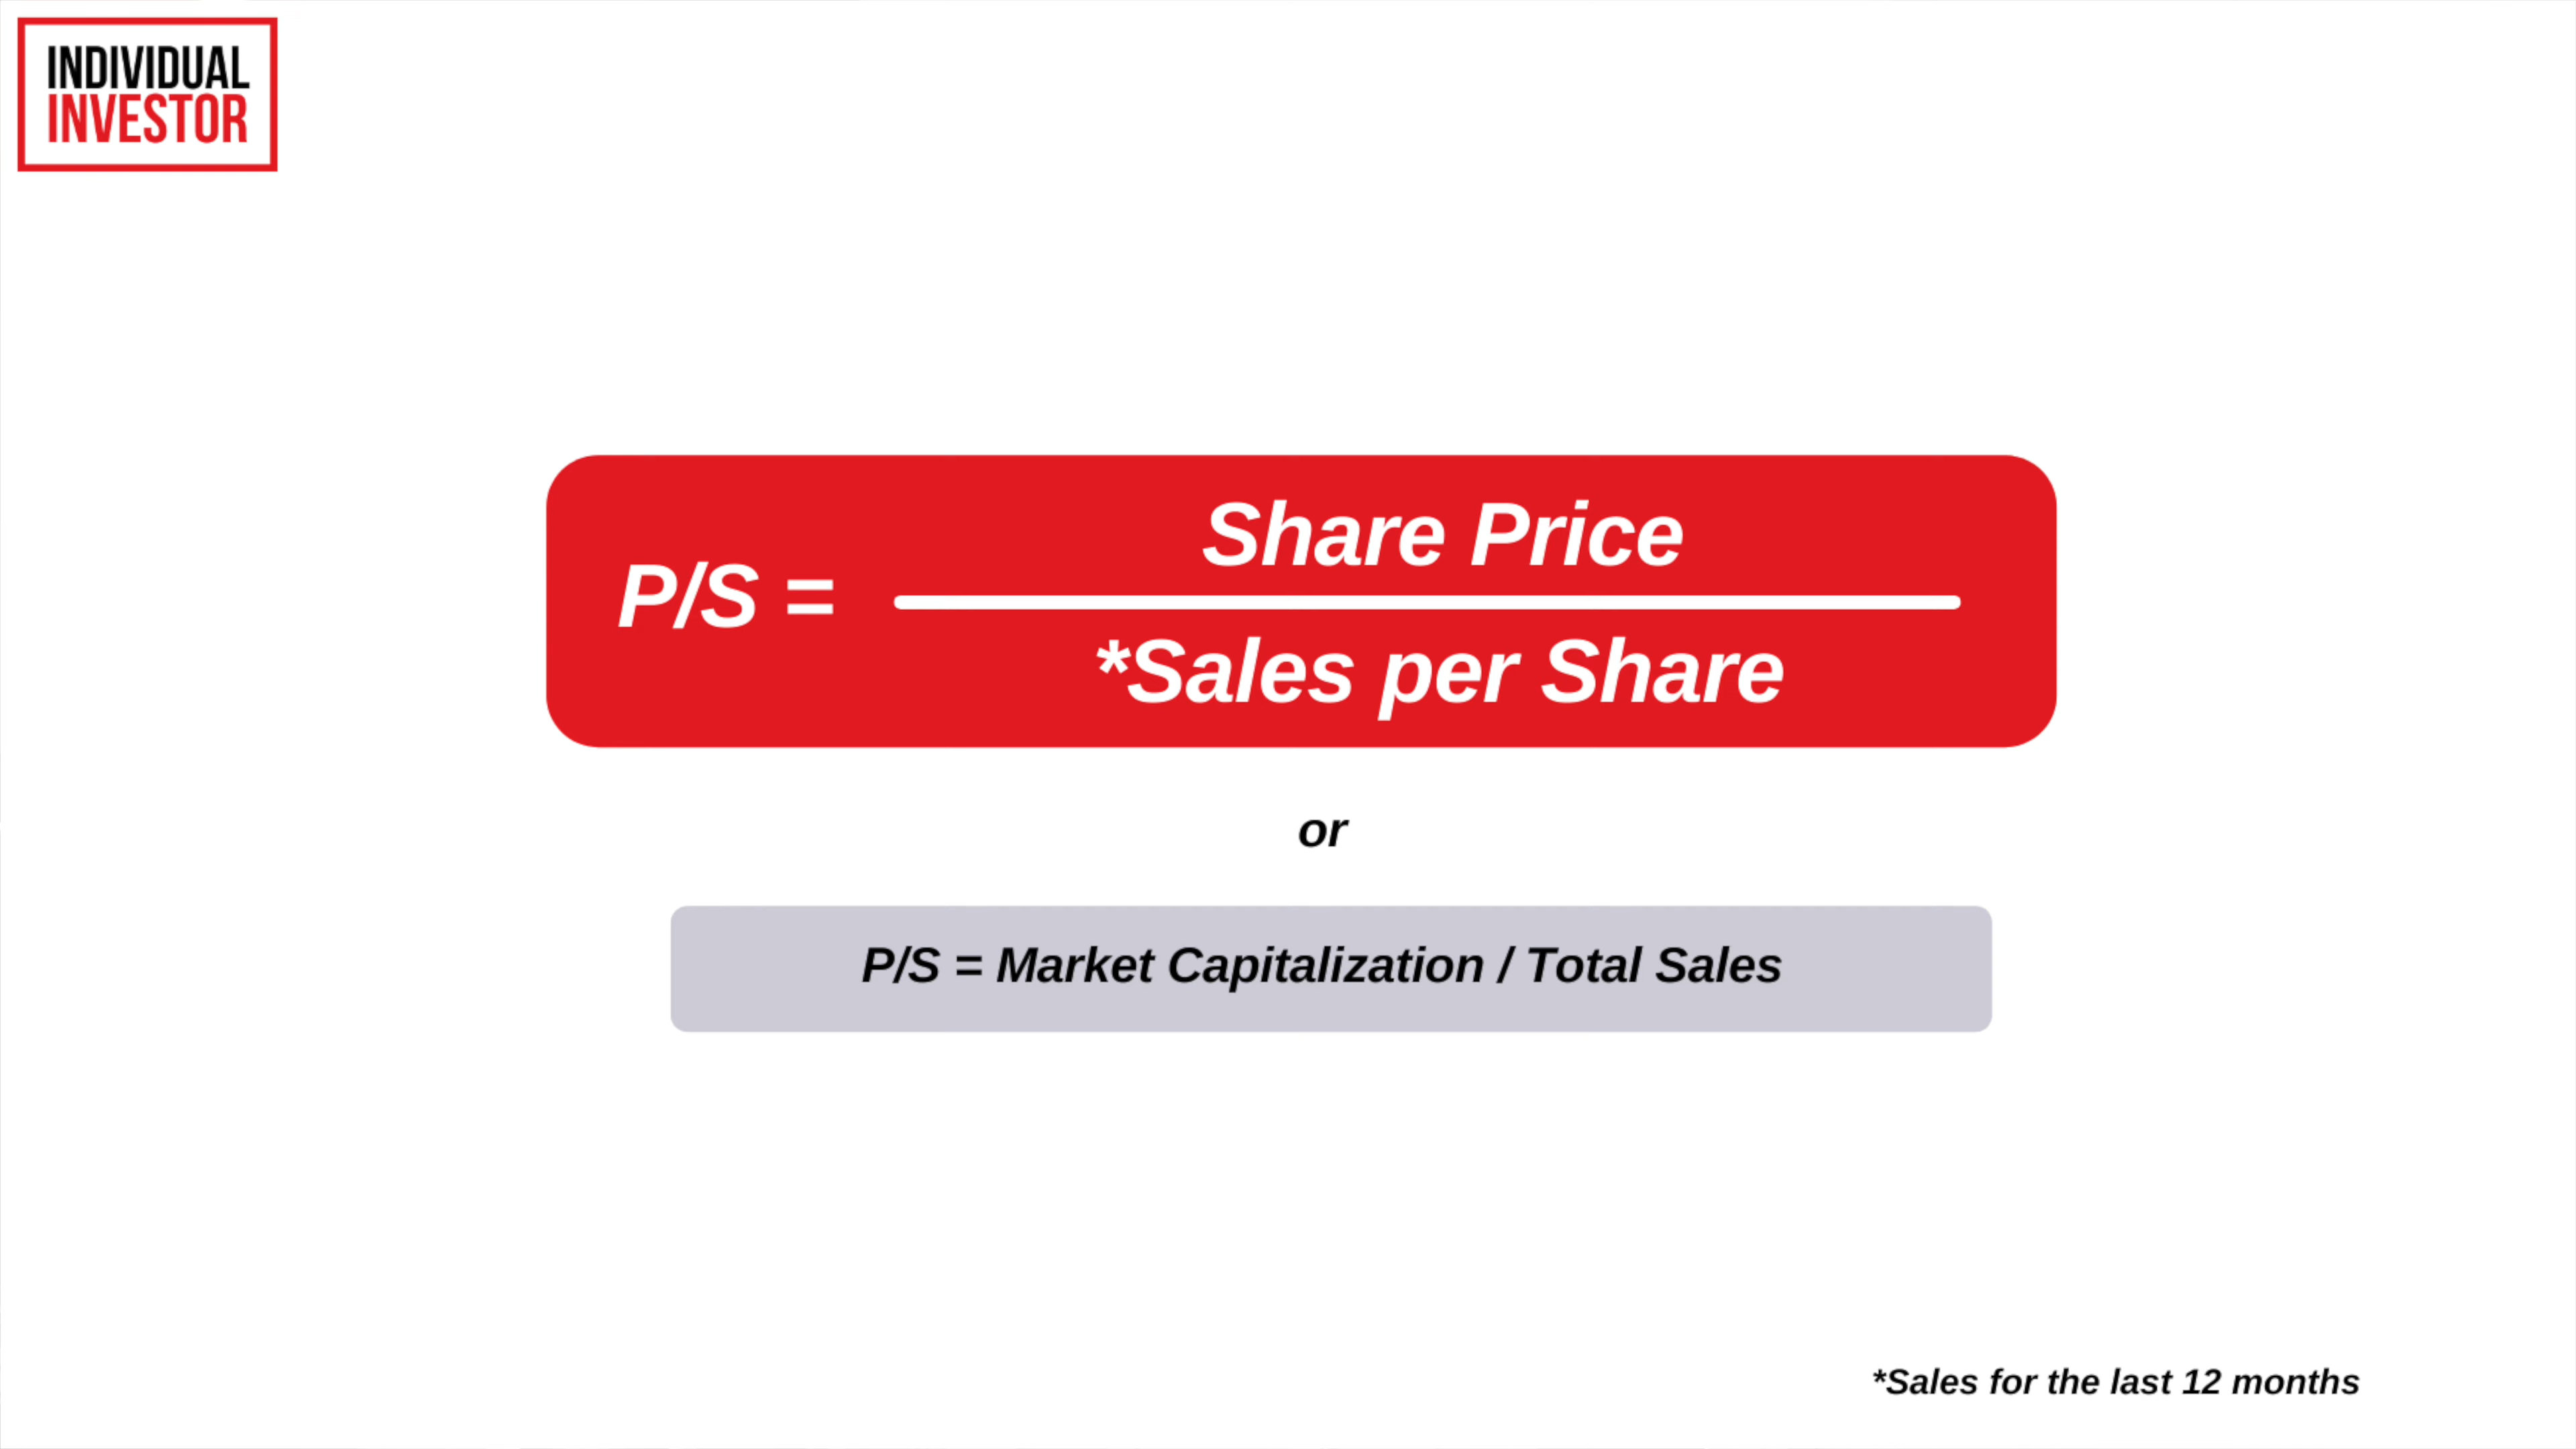 INDIVIDUAL
INVESTOR
Share Price
P/S =
*Sales per Share
or
P/S = Market Capitalization / Total Sales
*Sales for the last 12 months